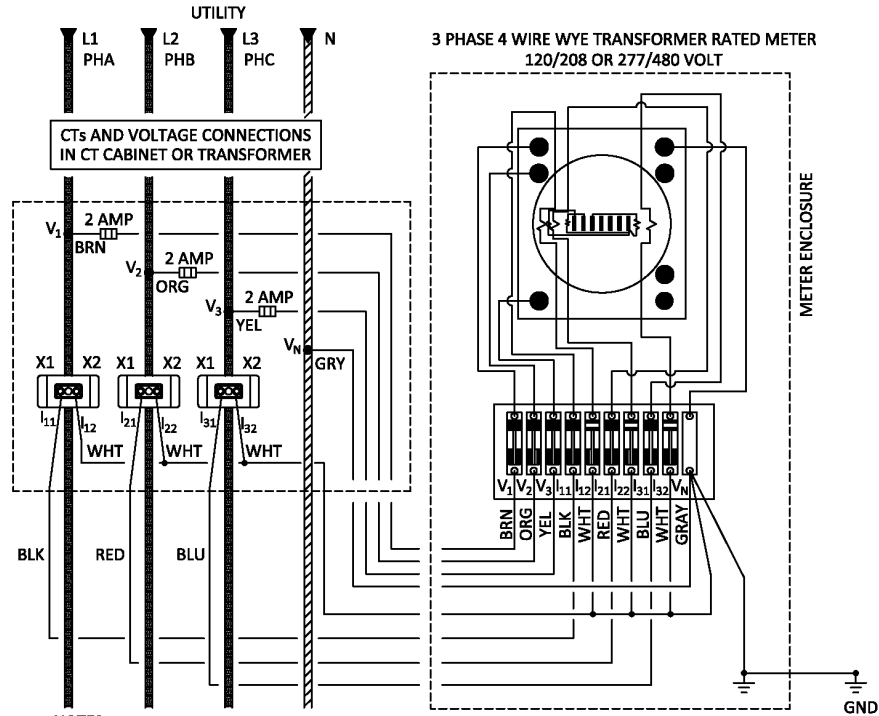 UTILITY
L1
PHA
L2
PHB
L3
PHC
N
3 PHASE 4 WIRE WYE TRANSFORMER RATED METER
120/208 OR 277/480 VOLT
CTs AND VOLTAGE CONNECTIONS
IN CT CABINET OR TRANSFORMER
METER ENCLOSURE
V1
2 AMP
BRN
V2
2 AMP
ORG
V3
2 AMP
YEL
VN
GRY
X1 X2 X1 X2 X1 X2
I11 I12 I21 I22 I31 I32
WHT WHT WHT
V1 V2 V3 I11 I12 I21 I22 I31 I32 VN
BRN
ORG
YEL
BLK
WHT
RED
WHT
BLU
WHT
GRAY
BLK RED BLU
GND